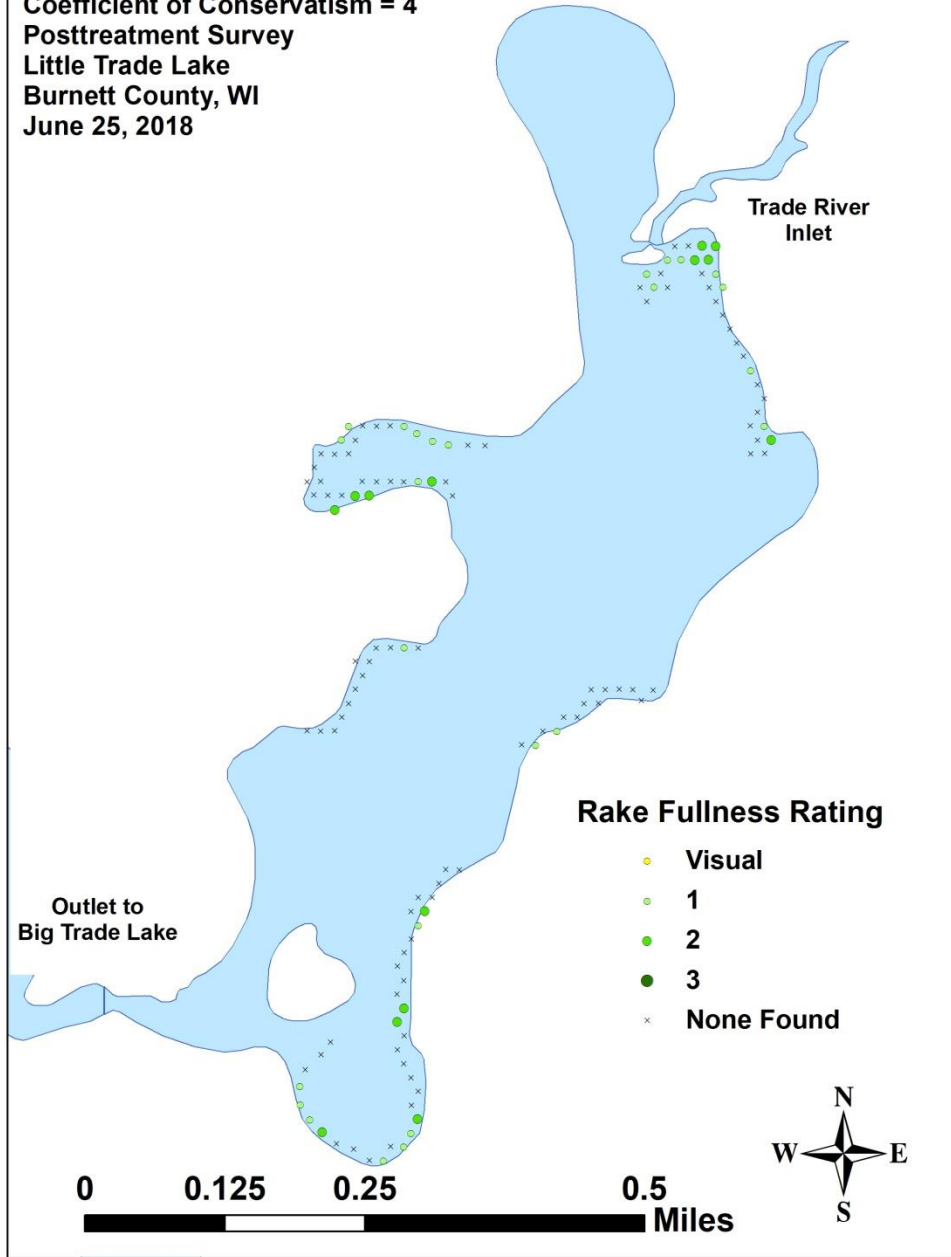 Coefficient of Conservatism = 4
Posttreatment Survey
Little Trade Lake
Burnett County, WI
June 25, 2018
Trade River
Inlet
Rake Fullness Rating
Visual
1
2
3
None Found
Outlet to
Big Trade Lake
N
W E
S
0 0.125 0.25 0.5
Miles